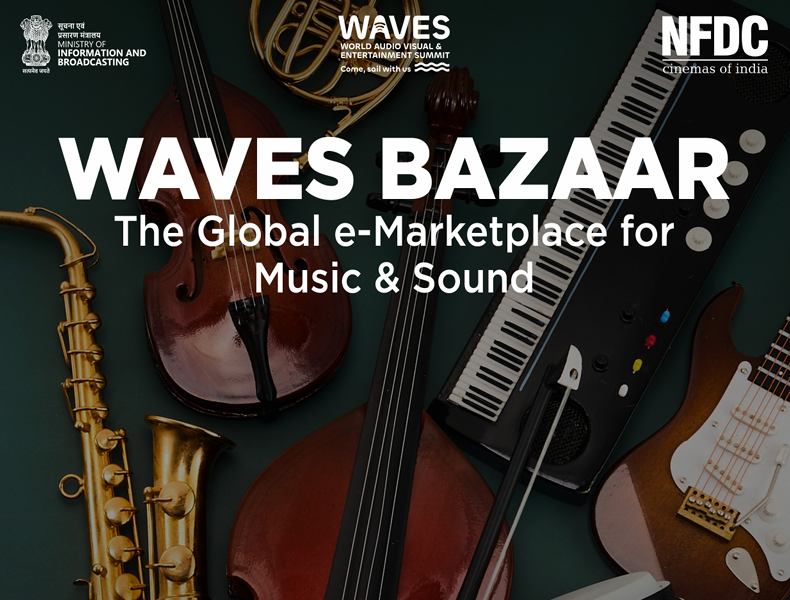 सूचना एवं
प्रसारण मंत्रालय
MINISTRY OF
INFORMATION AND
BROADCASTING
सत्यमेव जयते
WAVES
WORLD AUDIO VISUAL &
ENTERTAINMENT SUMMIT
Come, sail with us
NFDC
cinemas of india
WAVES BAZAAR
The Global e-Marketplace for
Music & Sound